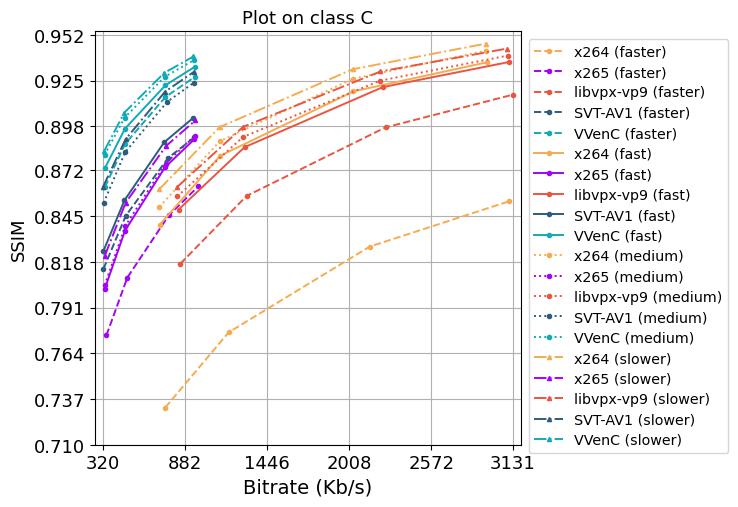 Plot on class C
0.952
0.925
0.898
0.872
0.845
0.818
0.791
0.764
0.737
0.710
SSIM
320 882 1446 2008 2572 3131
Bitrate (Kb/s)
x264 (faster)
x265 (faster)
libvpx-vp9 (faster)
SVT-AV1 (faster)
VVenC (faster)
x264 (fast)
x265 (fast)
libvpx-vp9 (fast)
SVT-AV1 (fast)
VVenC (fast)
x264 (medium)
x265 (medium)
libvpx-vp9 (medium)
SVT-AV1 (medium)
VVenC (medium)
x264 (slower)
x265 (slower)
libvpx-vp9 (slower)
SVT-AV1 (slower)
VVenC (slower)